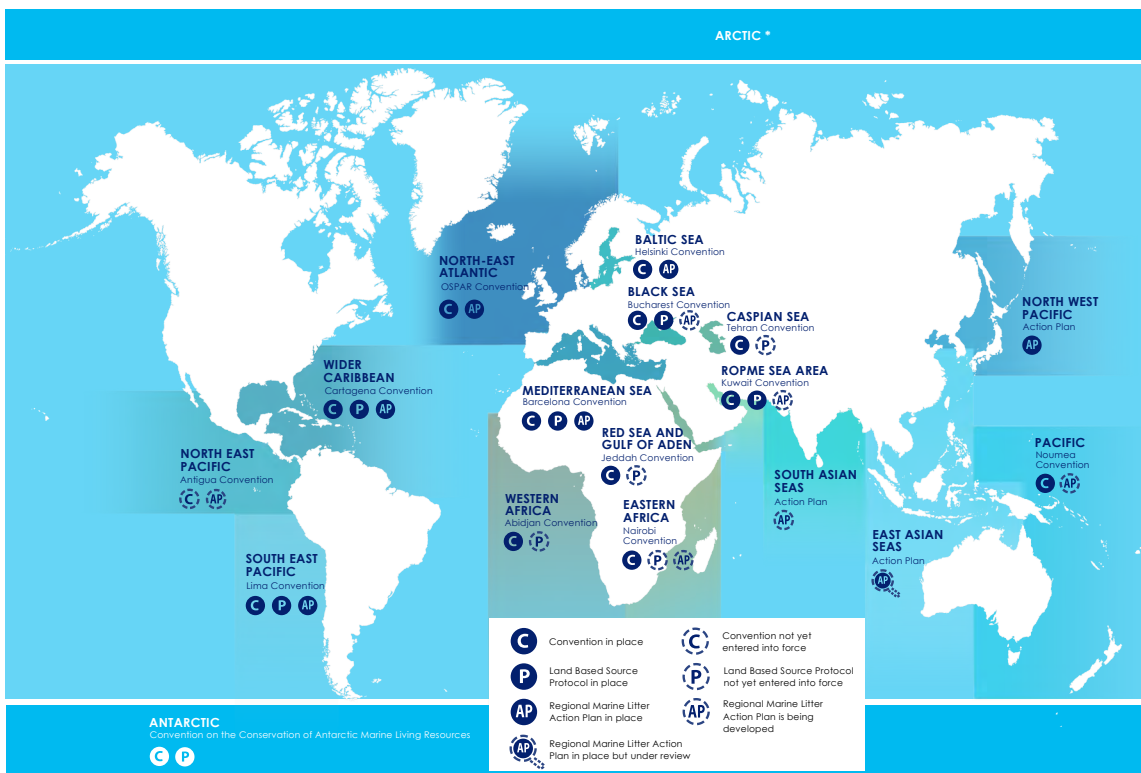 ARCTIC *
BALTIC SEA
Helsinki Convention
C AP
NORTH-EAST
ATLANTIC
OSPAR Convention
C AP
BLACK SEA
Bucharest Convention
C P AP
CASPIAN SEA
Tehran Convention
C P
NORTH WEST
PACIFIC
Action Plan
AP
WIDER
CARIBBEAN
Cartagena Convention
C P AP
ROPME SEA AREA
Kuwait Convention
C P AP
MEDITERRANEAN SEA
Barcelona Convention
C P AP
RED SEA AND
GULF OF ADEN
Jeddah Convention
C P
NORTH EAST
PACIFIC
Antigua Convention
C AP
PACIFIC
Noumea
Convention
C AP
SOUTH ASIAN
SEAS
Action Plan
AP
WESTERN
AFRICA
Abidjan Convention
C P
EASTERN
AFRICA
Nairobi
Convention
C P AP
EAST ASIAN
SEAS
Action Plan
AP
SOUTH EAST
PACIFIC
Lima Convention
C P AP
C Convention in place
C Convention not yet
entered into force
P Land Based Source
Protocol in place
P Land Based Source Protocol
not yet entered into force
AP Regional Marine Litter
Action Plan in place
AP Regional Marine Litter
Action Plan is being
developed
AP Regional Marine Litter Action
Plan in place but under review
ANTARCTIC
Convention on the Conservation of Antarctic Marine Living Resources
C P